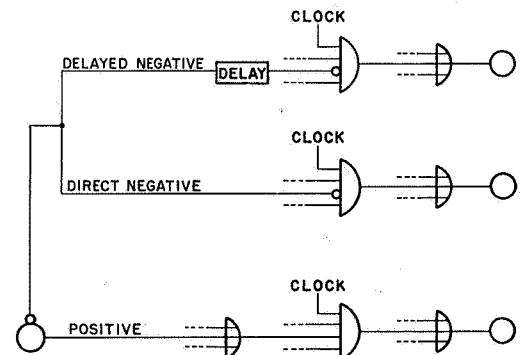 CLOCK
DELAYED NEGATIVE
DELAY
CLOCK
DIRECT NEGATIVE
CLOCK
POSITIVE